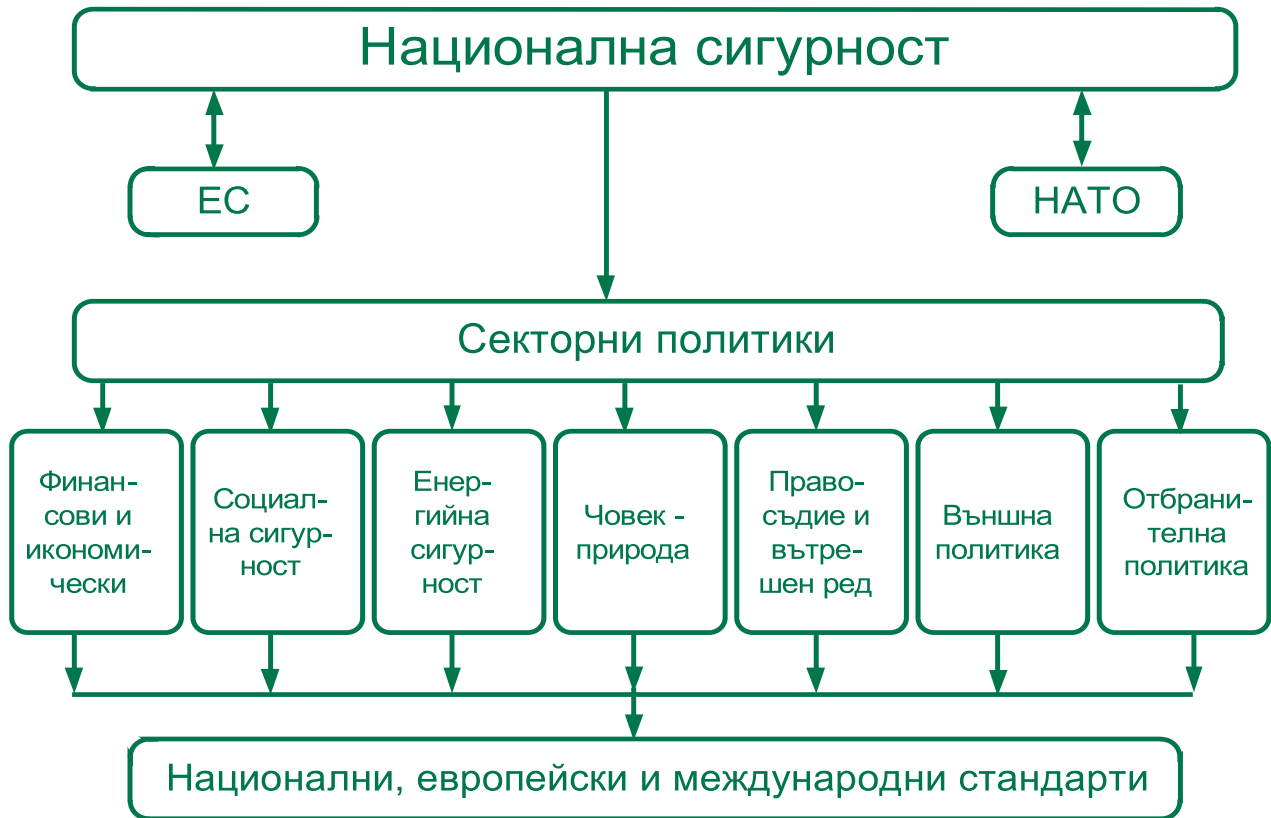 Национална сигурност
ЕС
НАТО
Секторни политики
Финан-
сови и
икономи-
чески
Социал-
на сигур-
ност
Енер-
гийна
сигур-
ност
Човек -
природа
Право-
съдие и
вътре-
шен ред
Външна
политика
Отбрани-
телна
политика
Национални, европейски и международни стандарти